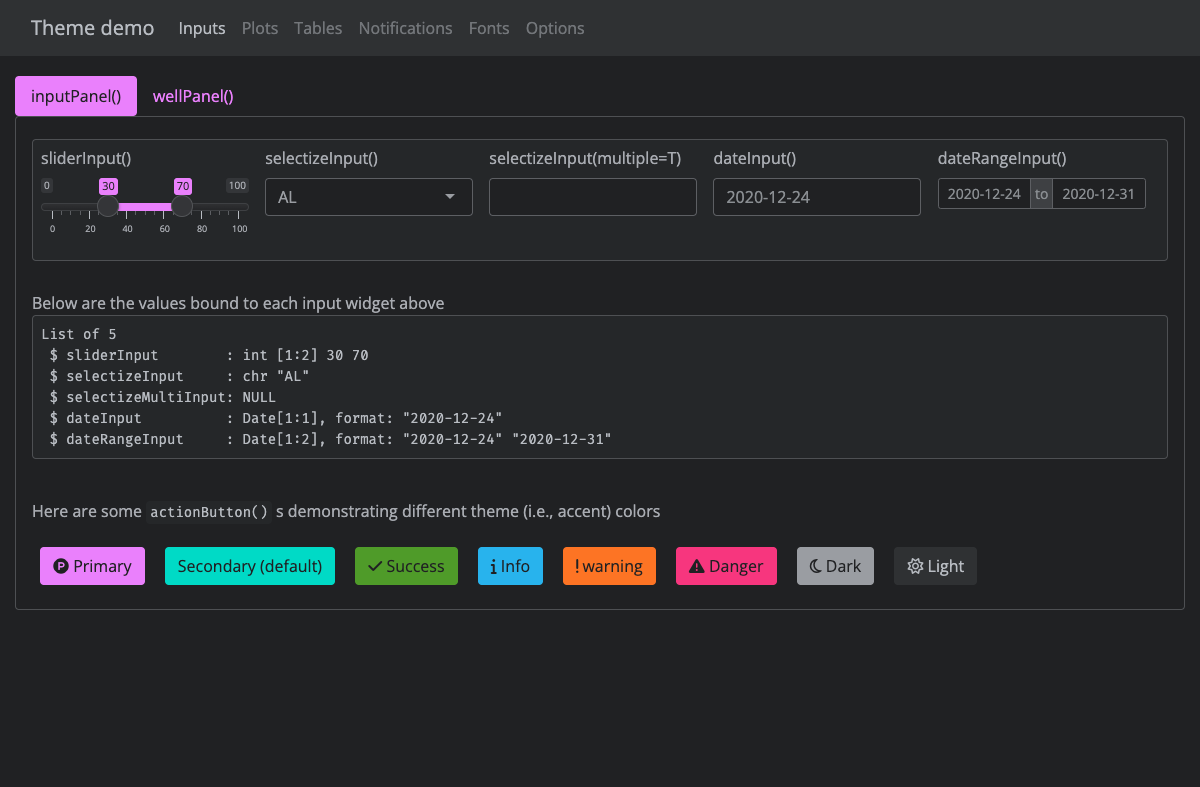 Theme demo Inputs Plots Tables Notifications Fonts Options
inputPanel() wellPanel()
sliderInput() selectizeInput() selectizeInput(multiple=T) dateInput() dateRangeInput()
0 30 70 100
AL 2020-12-24 2020-12-24 to 2020-12-31
0 20 40 60 80 100
Below are the values bound to each input widget above
List of 5
 $ sliderInput        : int [1:2] 30 70
 $ selectizeInput     : chr "AL"
 $ selectizeMultiInput: NULL
 $ dateInput          : Date[1:1], format: "2020-12-24"
 $ dateRangeInput     : Date[1:2], format: "2020-12-24" "2020-12-31"
Here are some actionButton() s demonstrating different theme (i.e., accent) colors
Primary Secondary (default) Success Info warning Danger Dark Light